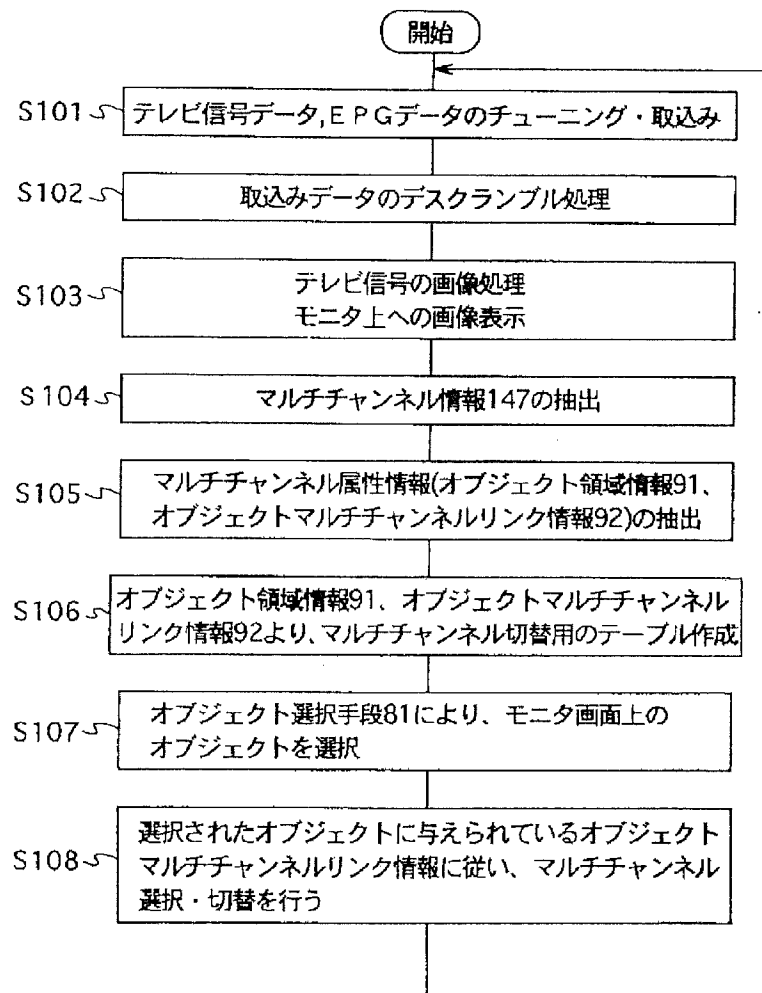 開始
S101 テレビ信号データ,EPGデータのチューニング・取込み
S102 取込みデータのデスクランブル処理
S103 テレビ信号の画像処理
モニタ上への画像表示
S104 マルチチャンネル情報147の抽出
S105 マルチチャンネル属性情報(オブジェクト領域情報91、
オブジェクトマルチチャンネルリンク情報92)の抽出
S106 オブジェクト領域情報91、オブジェクトマルチチャンネル
リンク情報92より、マルチチャンネル切替用のテーブル作成
S107 オブジェクト選択手段81により、モニタ画面上の
オブジェクトを選択
S108 選択されたオブジェクトに与えられているオブジェクト
マルチチャンネルリンク情報に従い、マルチチャンネル
選択・切替を行う